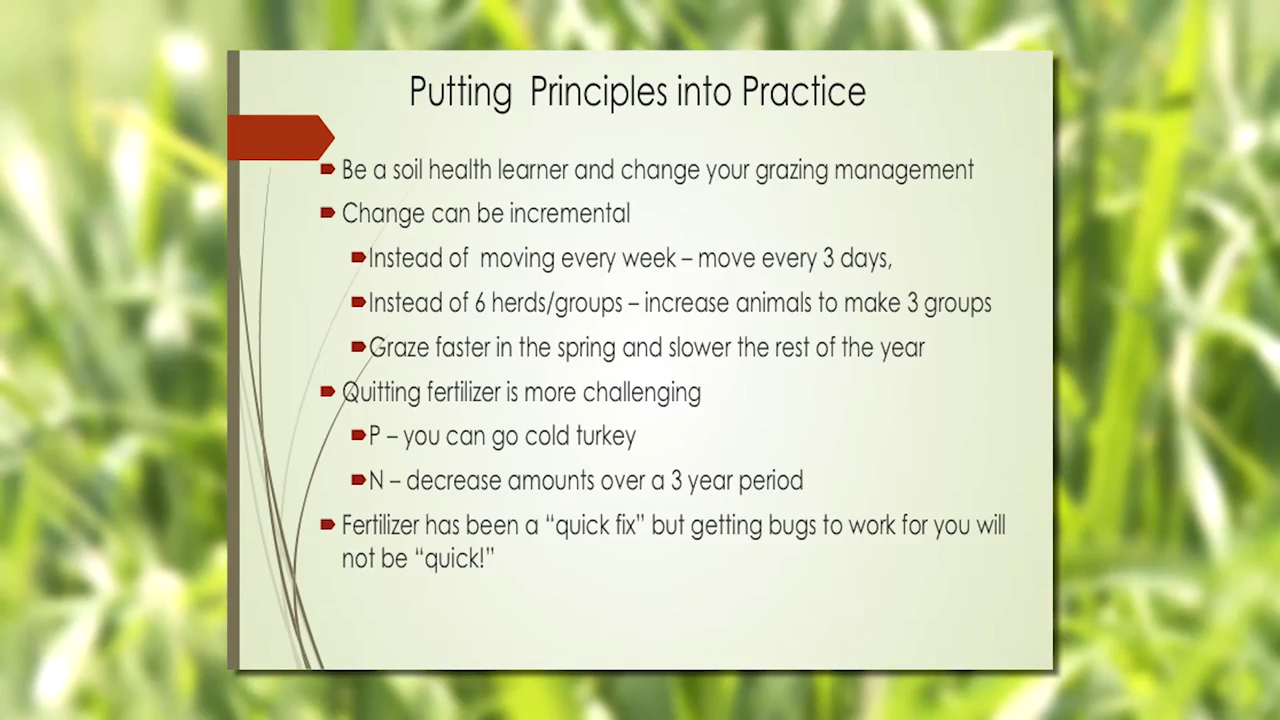 Putting  Principles into Practice
Be a soil health learner and change your grazing management
Change can be incremental
Instead of  moving every week – move every 3 days,
Instead of 6 herds/groups – increase animals to make 3 groups
Graze faster in the spring and slower the rest of the year
Quitting fertilizer is more challenging
P – you can go cold turkey
N – decrease amounts over a 3 year period
Fertilizer has been a “quick fix” but getting bugs to work for you will
not be “quick!”